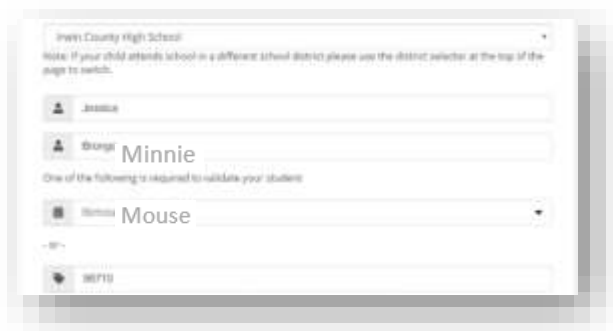 Irwin County High School
Note: If your child attends school in a different school district please use the district selector at the top of the
page to switch.
Jessica
Minnie
One of the following is required to validate your student
Mouse
- or -
98710